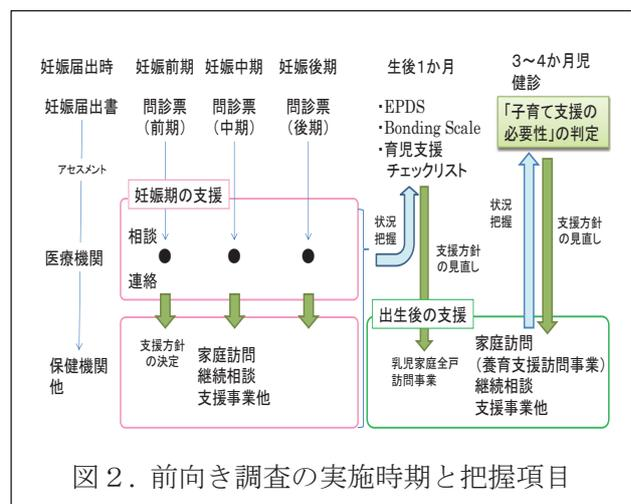 妊娠届出時
妊娠前期
妊娠中期
妊娠後期
生後1か月
3～4か月児
健診
妊娠届出書
問診票
(前期)
問診票
(中期)
問診票
(後期)
・EPDS
・Bonding Scale
・育児支援
チェックリスト
「子育て支援の
必要性」の判定
アセスメント
妊娠期の支援
相談
連絡
医療機関
状況
把握
支援方針
の見直し
状況
把握
支援方針
の見直し
出生後の支援
保健機関
他
支援方針
の決定
家庭訪問
継続相談
支援事業他
乳児家庭全戸
訪問事業
家庭訪問
(養育支援訪問事業)
継続相談
支援事業他
図２．前向き調査の実施時期と把握項目